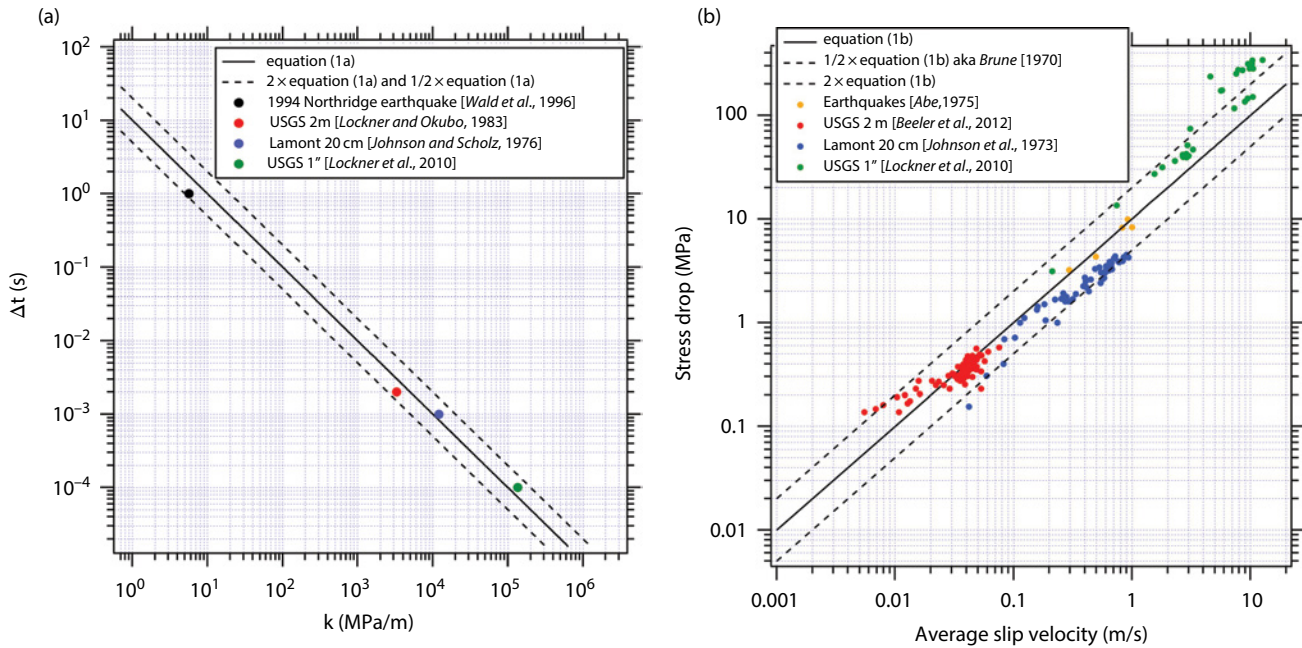 (a)
equation (1a)
2 × equation (1a) and 1/2 × equation (1a)
1994 Northridge earthquake [Wald et al., 1996]
USGS 2m [Lockner and Okubo, 1983]
Lamont 20 cm [Johnson and Scholz, 1976]
USGS 1” [Lockner et al., 2010]
10²
10¹
10⁰
10⁻¹
10⁻²
10⁻³
10⁻⁴
Δt (s)
10⁰ 10¹ 10² 10³ 10⁴ 10⁵ 10⁶
k (MPa/m)
(b)
equation (1b)
1/2 × equation (1b) aka Brune [1970]
2 × equation (1b)
Earthquakes [Abe,1975]
USGS 2 m [Beeler et al., 2012]
Lamont 20 cm [Johnson et al., 1973]
USGS 1” [Lockner et al., 2010]
100
10
1
0.1
0.01
Stress drop (MPa)
0.001 0.01 0.1 1 10
Average slip velocity (m/s)